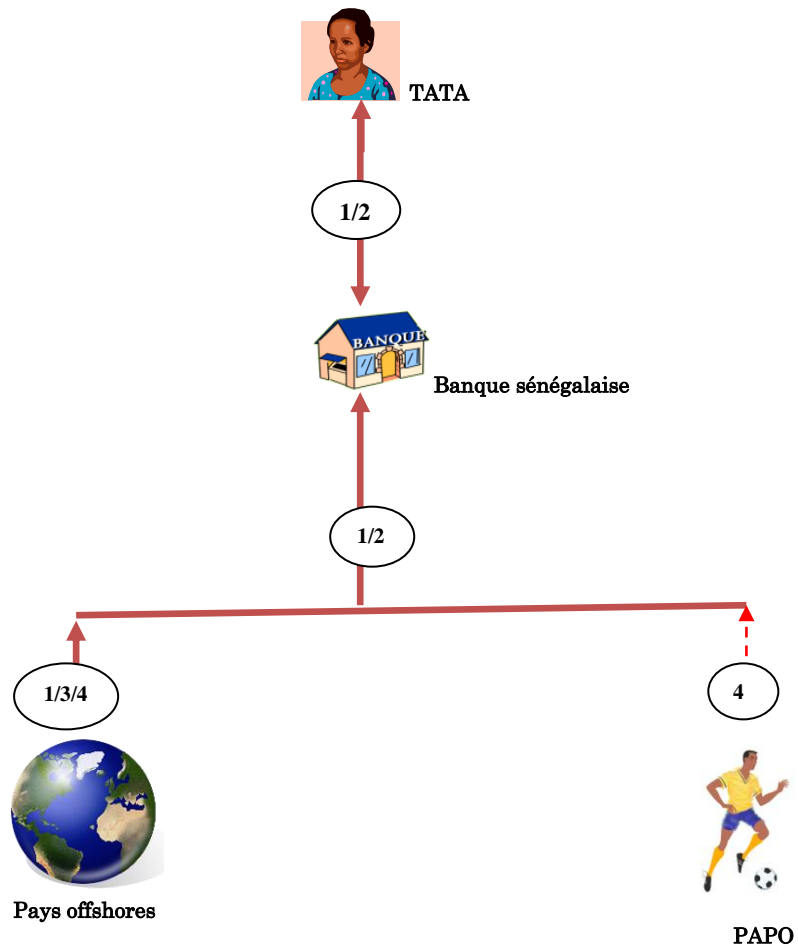 TATA
1/2
BANQUE
Banque sénégalaise
1/2
1/3/4
4
Pays offshores
PAPO